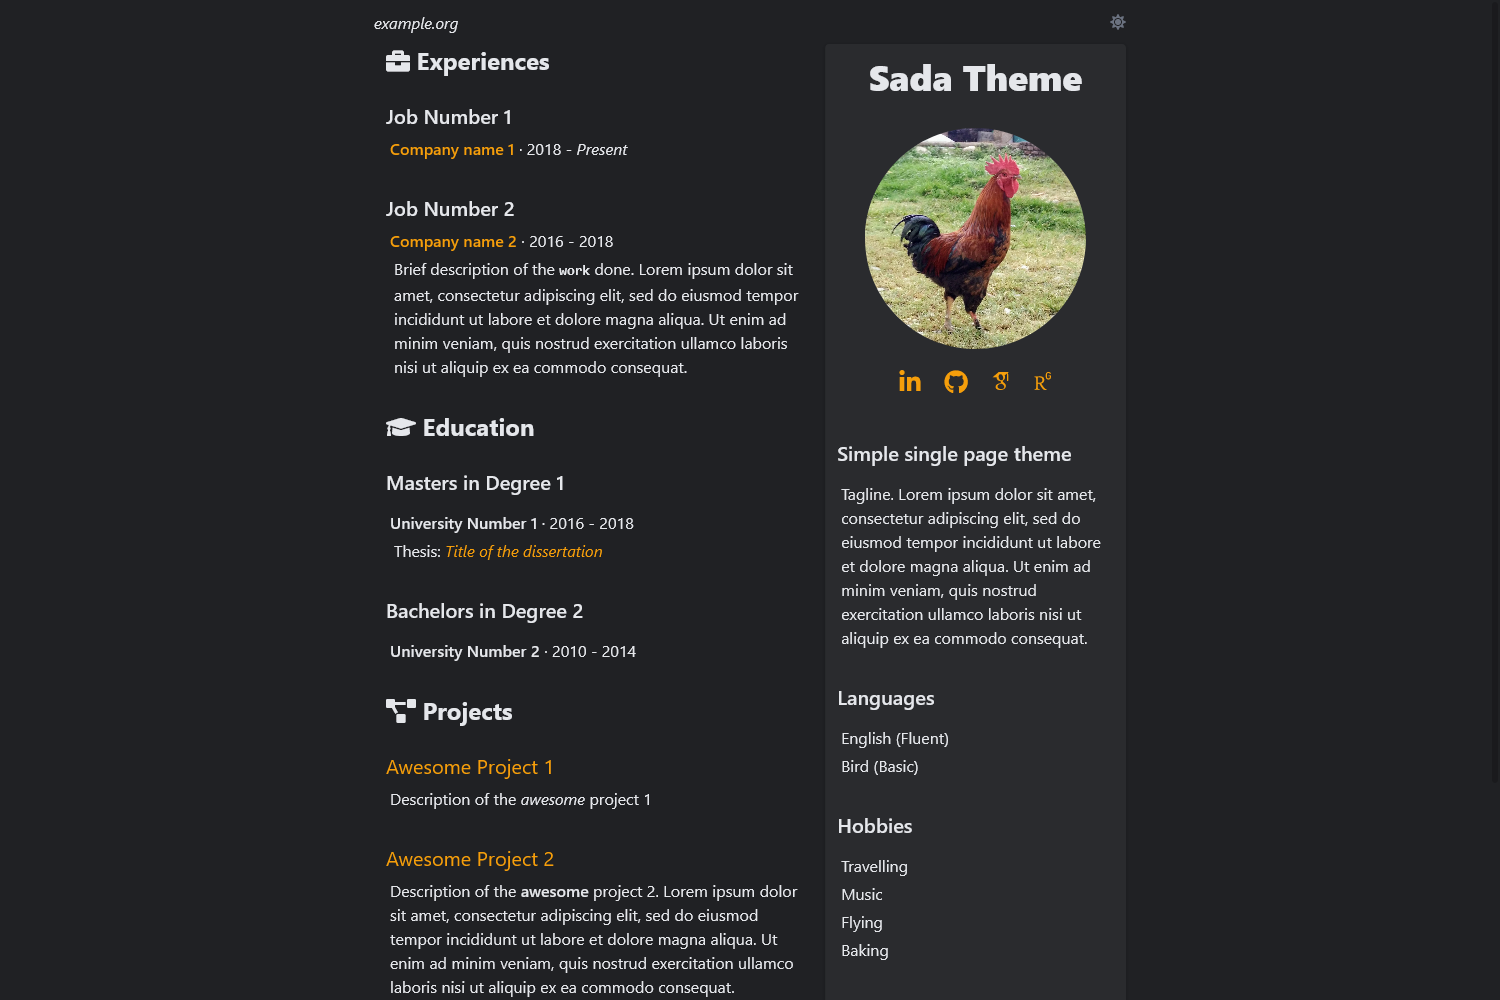 example.org
Experiences
Job Number 1
Company name 1 · 2018 - Present
Job Number 2
Company name 2 · 2016 - 2018
Brief description of the work done. Lorem ipsum dolor sit
amet, consectetur adipiscing elit, sed do eiusmod tempor
incididunt ut labore et dolore magna aliqua. Ut enim ad
minim veniam, quis nostrud exercitation ullamco laboris
nisi ut aliquip ex ea commodo consequat.
Education
Masters in Degree 1
University Number 1 · 2016 - 2018
Thesis: Title of the dissertation
Bachelors in Degree 2
University Number 2 · 2010 - 2014
Projects
Awesome Project 1
Description of the awesome project 1
Awesome Project 2
Description of the awesome project 2. Lorem ipsum dolor
sit amet, consectetur adipiscing elit, sed do eiusmod
tempor incididunt ut labore et dolore magna aliqua. Ut
enim ad minim veniam, quis nostrud exercitation ullamco
laboris nisi ut aliquip ex ea commodo consequat.
Sada Theme
Simple single page theme
Tagline. Lorem ipsum dolor sit amet,
consectetur adipiscing elit, sed do
eiusmod tempor incididunt ut labore
et dolore magna aliqua. Ut enim ad
minim veniam, quis nostrud
exercitation ullamco laboris nisi ut
aliquip ex ea commodo consequat.
Languages
English (Fluent)
Bird (Basic)
Hobbies
Travelling
Music
Flying
Baking